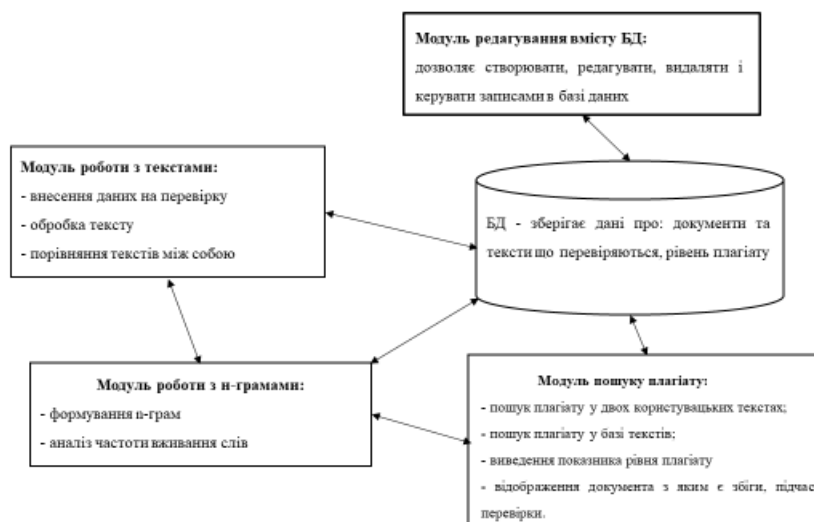 Модуль редагування вмісту БД:
дозволяє створювати, редагувати, видаляти і
керувати записами в базі даних
Модуль роботи з текстами:
- внесення даних на перевірку
- обробка тексту
- порівняння текстів між собою
БД - зберігає дані про: документи та
тексти що перевіряються, рівень плагіату
Модуль роботи з н-грамами:
- формування n-грам
- аналіз частоти вживання слів
Модуль пошуку плагіату:
- пошук плагіату у двох користувацьких текстах;
- пошук плагіату у базі текстів;
- виведення показника рівня плагіату
- відображення документа з яким є збіги, підчас
перевірки.